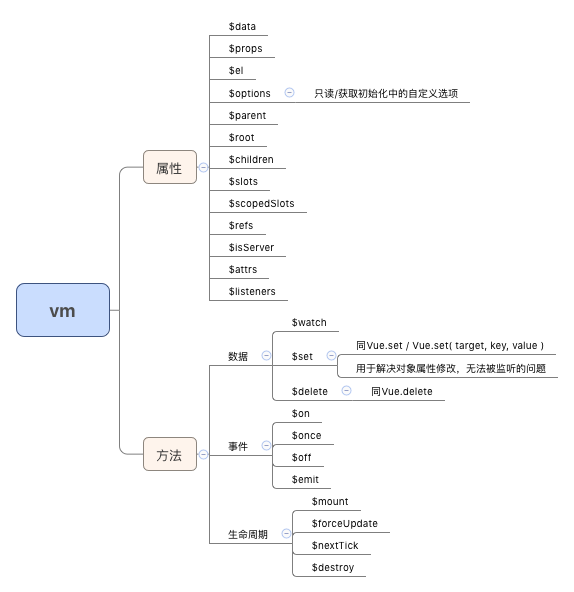 vm
属性
$data
$props
$el
$options
只读/获取初始化中的自定义选项
$parent
$root
$children
$slots
$scopedSlots
$refs
$isServer
$attrs
$listeners
方法
数据
$watch
$set
同Vue.set / Vue.set( target, key, value )
用于解决对象属性修改，无法被监听的问题
$delete
同Vue.delete
事件
$on
$once
$off
$emit
生命周期
$mount
$forceUpdate
$nextTick
$destroy